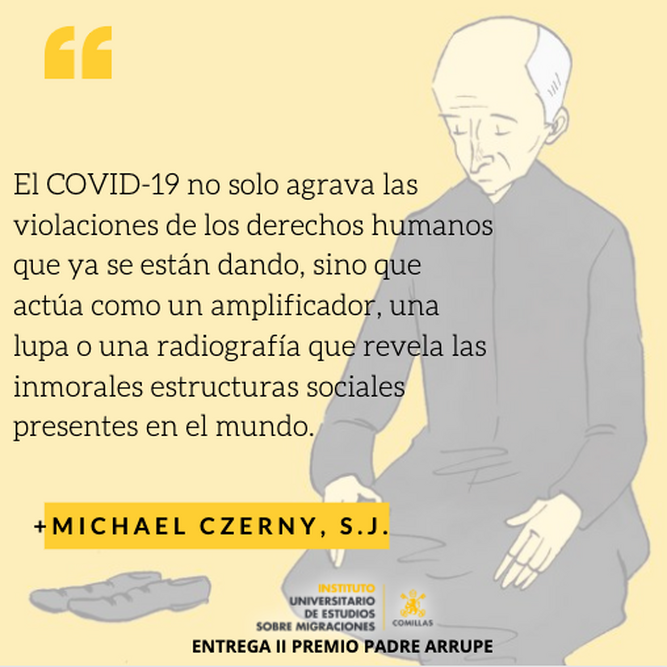 El COVID-19 no solo agrava las
violaciones de los derechos humanos
que ya se están dando, sino que
actúa como un amplificador, una
lupa o una radiografía que revela las
inmorales estructuras sociales
presentes en el mundo.
+MICHAEL CZERNY, S.J.
INSTITUTO
UNIVERSITARIO
DE ESTUDIOS
SOBRE MIGRACIONES
COMILLAS
ENTREGA II PREMIO PADRE ARRUPE